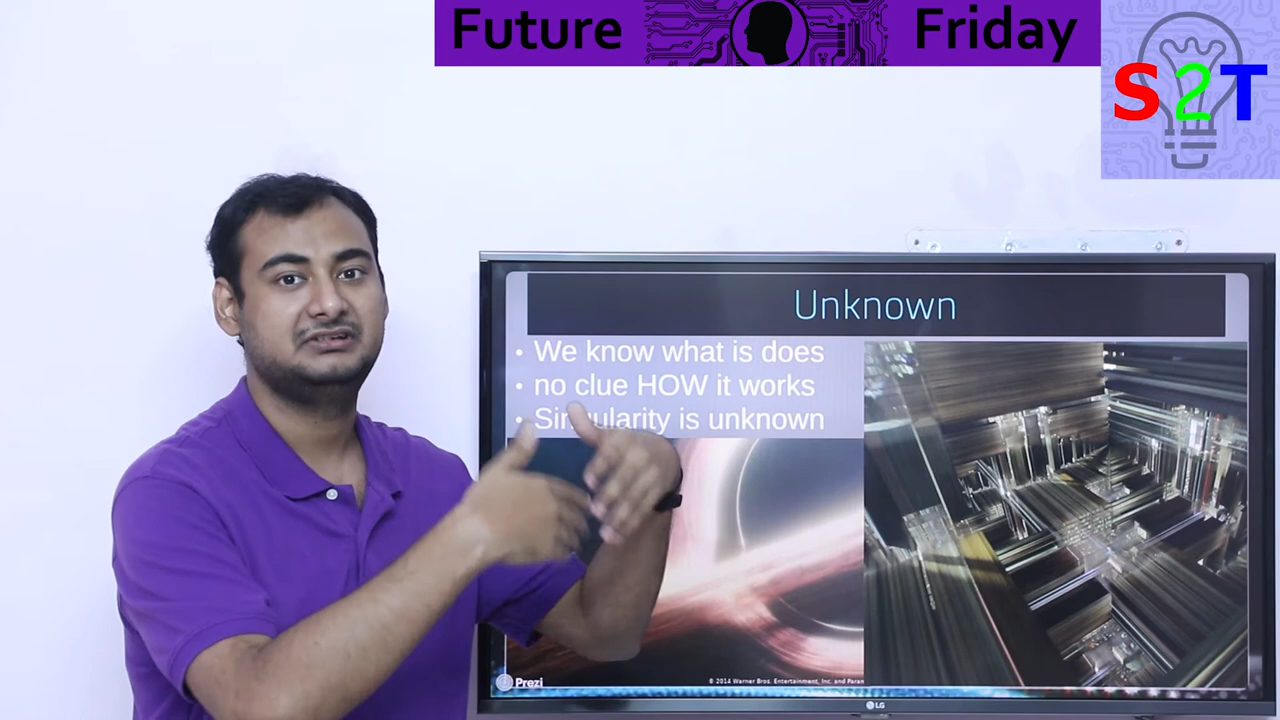 Future Friday
S2T
Unknown
• We know what is does
• no clue HOW it works
• Singularity is unknown
Prezi
© 2014 Warner Bros. Entertainment, Inc. and Param
LG